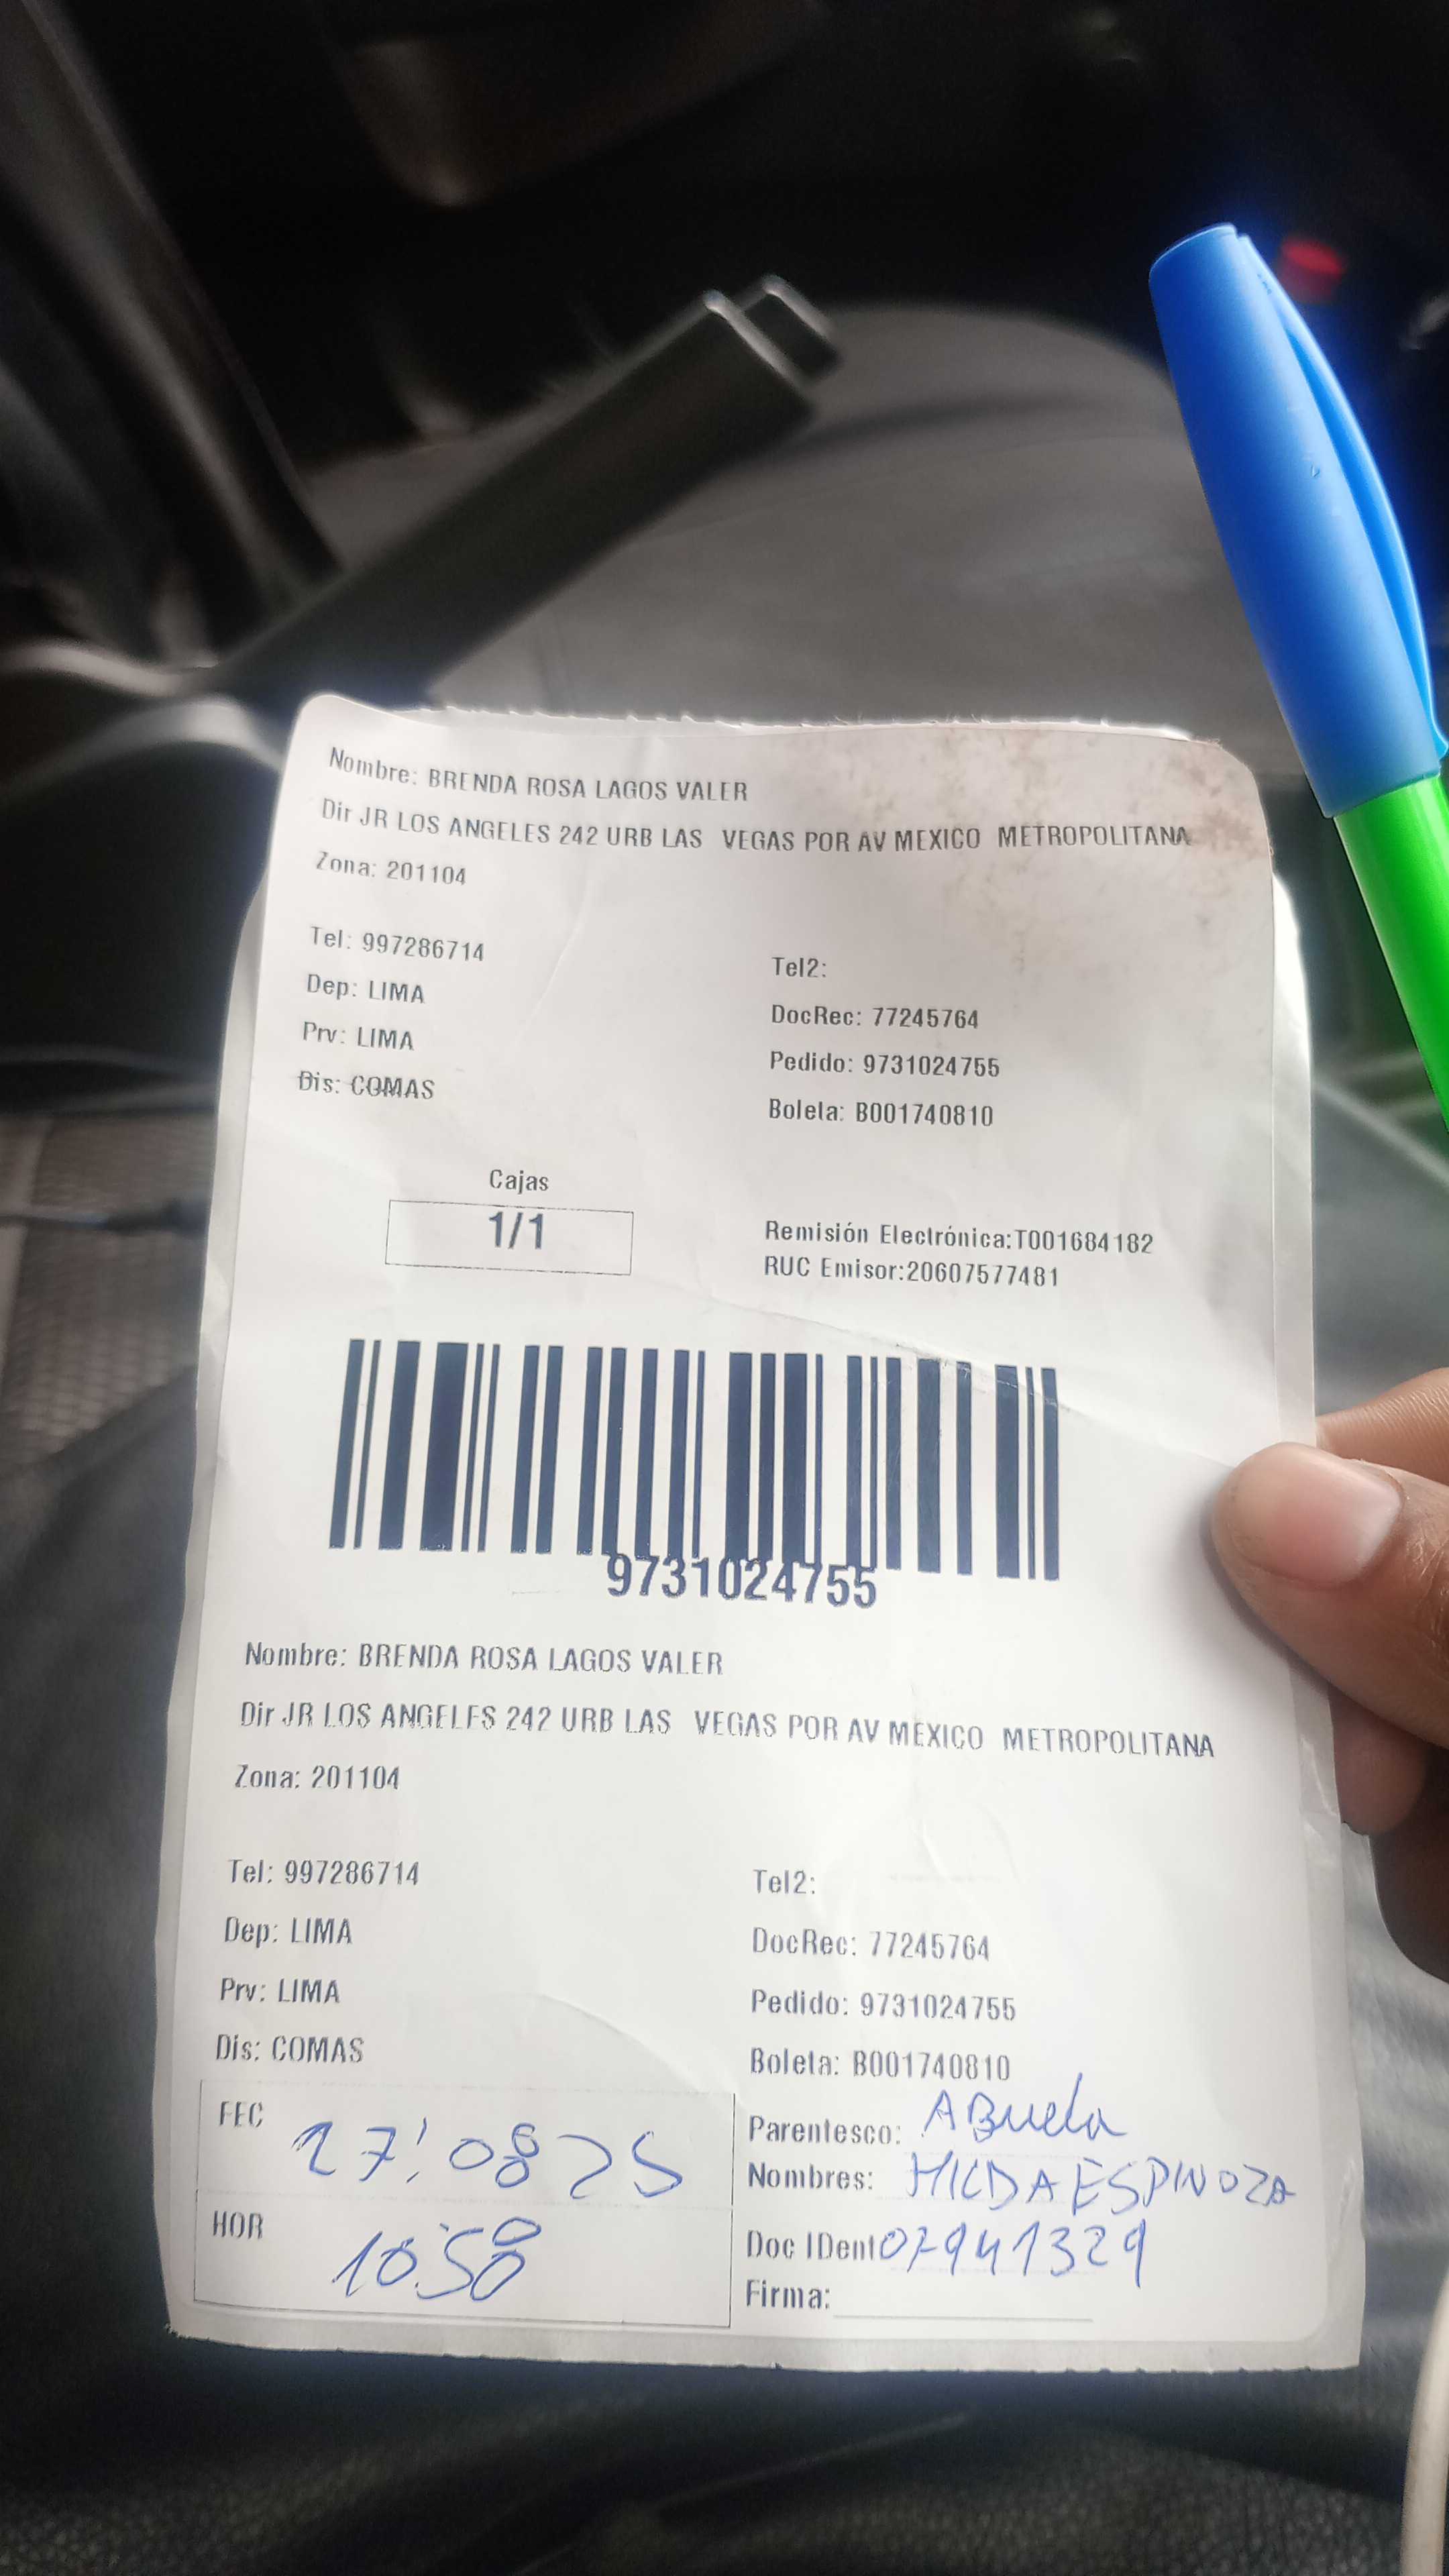 Nombre: BRENDA ROSA LAGOS VALER
Dir JR LOS ANGELES 242 URB LAS VEGAS POR AV MEXICO METROPOLITANA
Zona: 201104
Tel: 997286714
Tel2:
Dep: LIMA
DocRec: 77245764
Prv: LIMA
Pedido: 9731024755
Dis: COMAS
Boleta: B001740810
Cajas
1/1
Remisión Electrónica:T001684182
RUC Emisor:20607577481
9731024755
Nombre: BRENDA ROSA LAGOS VALER
Dir JR LOS ANGELES 242 URB LAS VEGAS POR AV MEXICO METROPOLITANA
Zona: 201104
Tel: 997286714
Tel2:
Dep: LIMA
DocRec: 77245764
Prv: LIMA
Pedido: 9731024755
Dis: COMAS
Boleta: B001740810
FEC 27/08 25
Parentesco: ABuela
Nombres: HILDA ESPINOZA
HOR 10:58
Doc IDent 07941329
Firma: